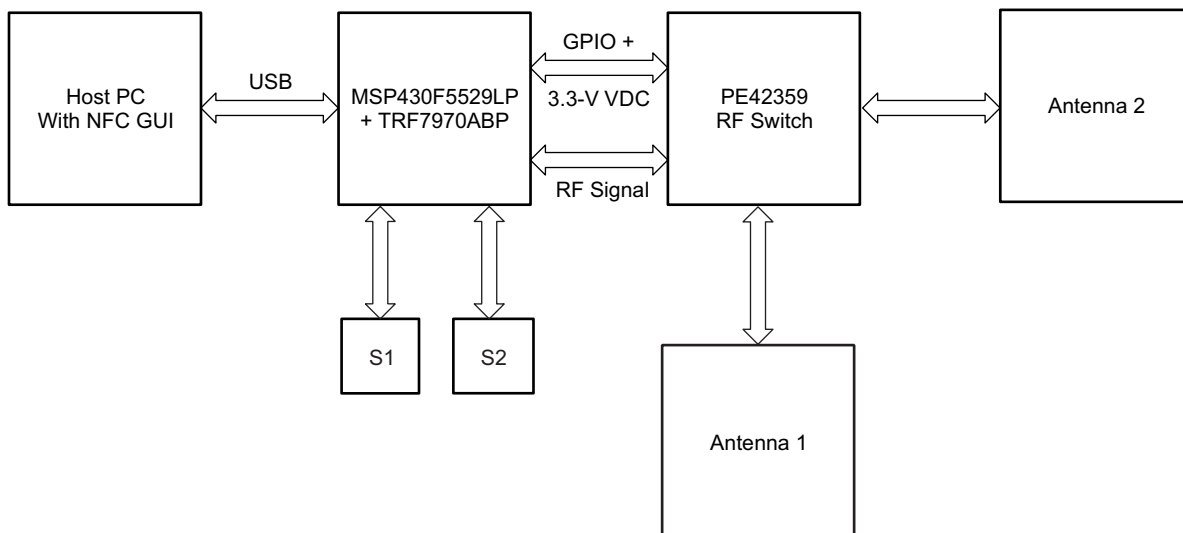 Host PC
With NFC GUI
USB
MSP430F5529LP
+ TRF7970ABP
GPIO +
3.3-V VDC
RF Signal
PE42359
RF Switch
Antenna 2
S1
S2
Antenna 1